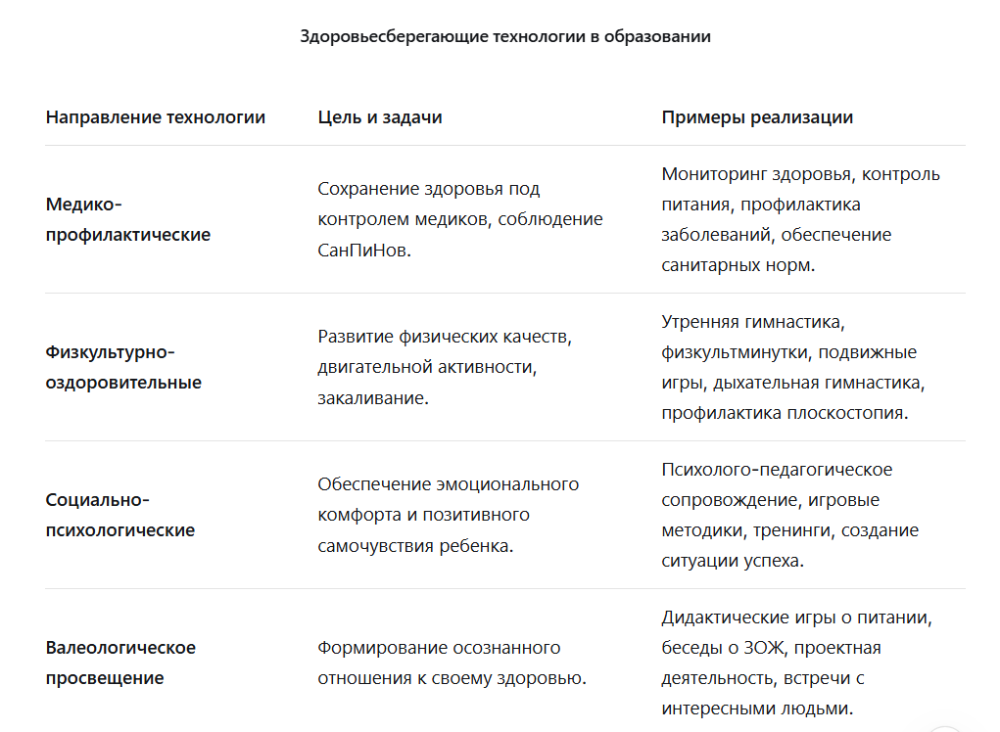 Здоровьесберегающие технологии в образовании
Направление технологии
Цель и задачи
Примеры реализации
Медико-
профилактические
Сохранение здоровья под
контролем медиков, соблюдение
СанПиНов.
Мониторинг здоровья, контроль
питания, профилактика
заболеваний, обеспечение
санитарных норм.
Физкультурно-
оздоровительные
Развитие физических качеств,
двигательной активности,
закаливание.
Утренняя гимнастика,
физкультминутки, подвижные
игры, дыхательная гимнастика,
профилактика плоскостопия.
Социально-
психологические
Обеспечение эмоционального
комфорта и позитивного
самочувствия ребенка.
Психолого-педагогическое
сопровождение, игровые
методики, тренинги, создание
ситуации успеха.
Валеологическое
просвещение
Формирование осознанного
отношения к своему здоровью.
Дидактические игры о питании,
беседы о ЗОЖ, проектная
деятельность, встречи с
интересными людьми.